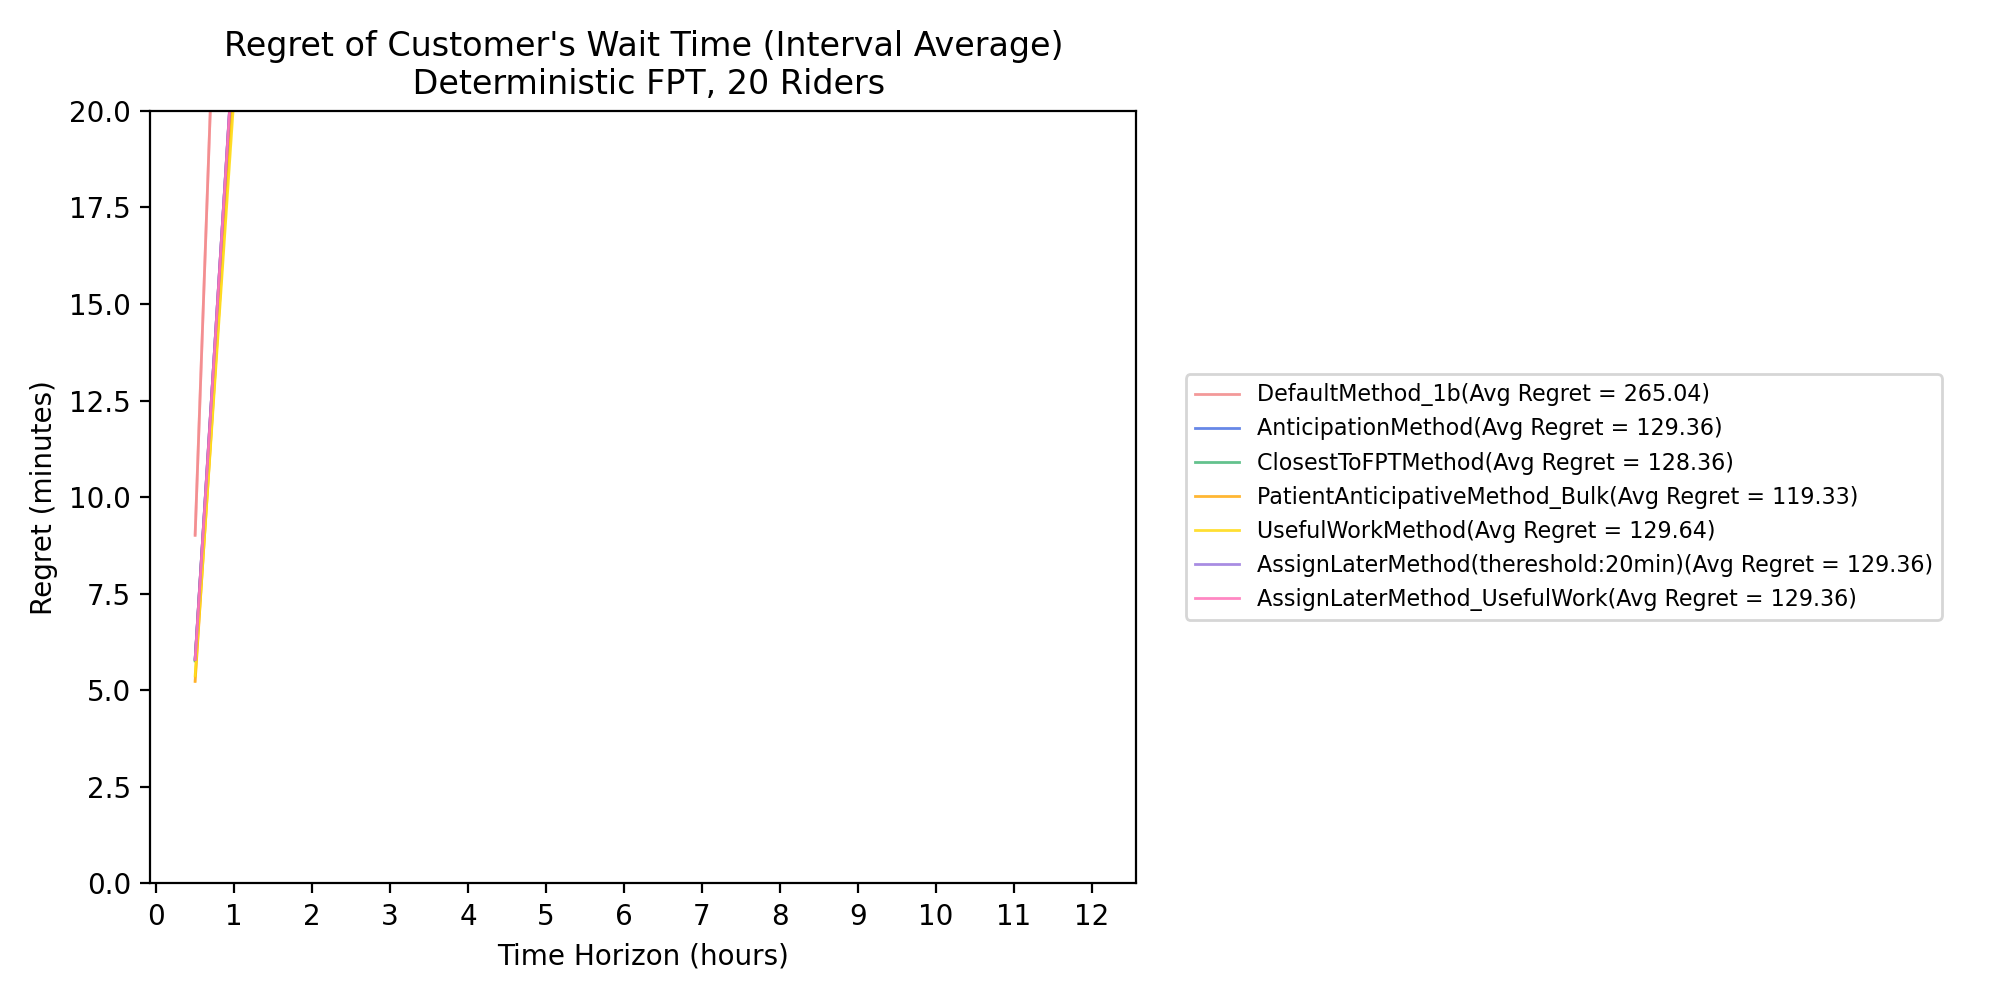 Regret of Customer's Wait Time (Interval Average)
Deterministic FPT, 20 Riders
20.0
17.5
15.0
12.5
10.0
7.5
5.0
2.5
0.0
Regret (minutes)
0 1 2 3 4 5 6 7 8 9 10 11 12
Time Horizon (hours)
DefaultMethod_1b(Avg Regret = 265.04)
AnticipationMethod(Avg Regret = 129.36)
ClosestToFPTMethod(Avg Regret = 128.36)
PatientAnticipativeMethod_Bulk(Avg Regret = 119.33)
UsefulWorkMethod(Avg Regret = 129.64)
AssignLaterMethod(thereshold:20min)(Avg Regret = 129.36)
AssignLaterMethod_UsefulWork(Avg Regret = 129.36)